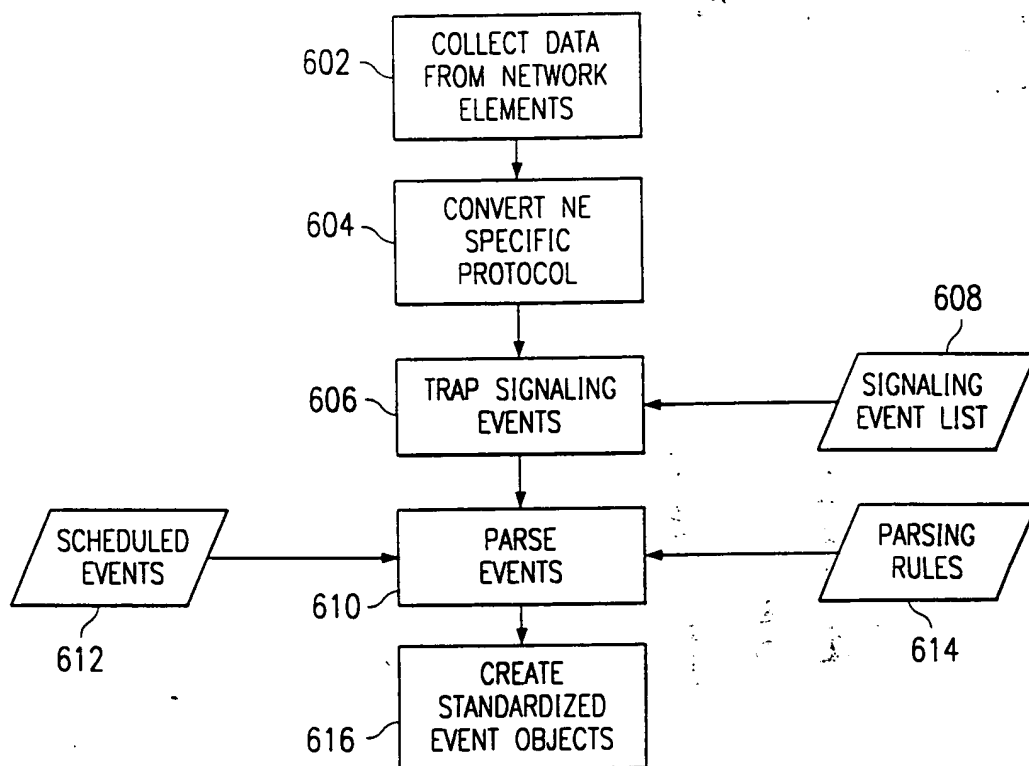 602
COLLECT DATA
FROM NETWORK
ELEMENTS
604
CONVERT NE
SPECIFIC
PROTOCOL
608
606
TRAP SIGNALING
EVENTS
SIGNALING
EVENT LIST
SCHEDULED
EVENTS
612
PARSE
EVENTS
610
PARSING
RULES
614
CREATE
STANDARDIZED
EVENT OBJECTS
616